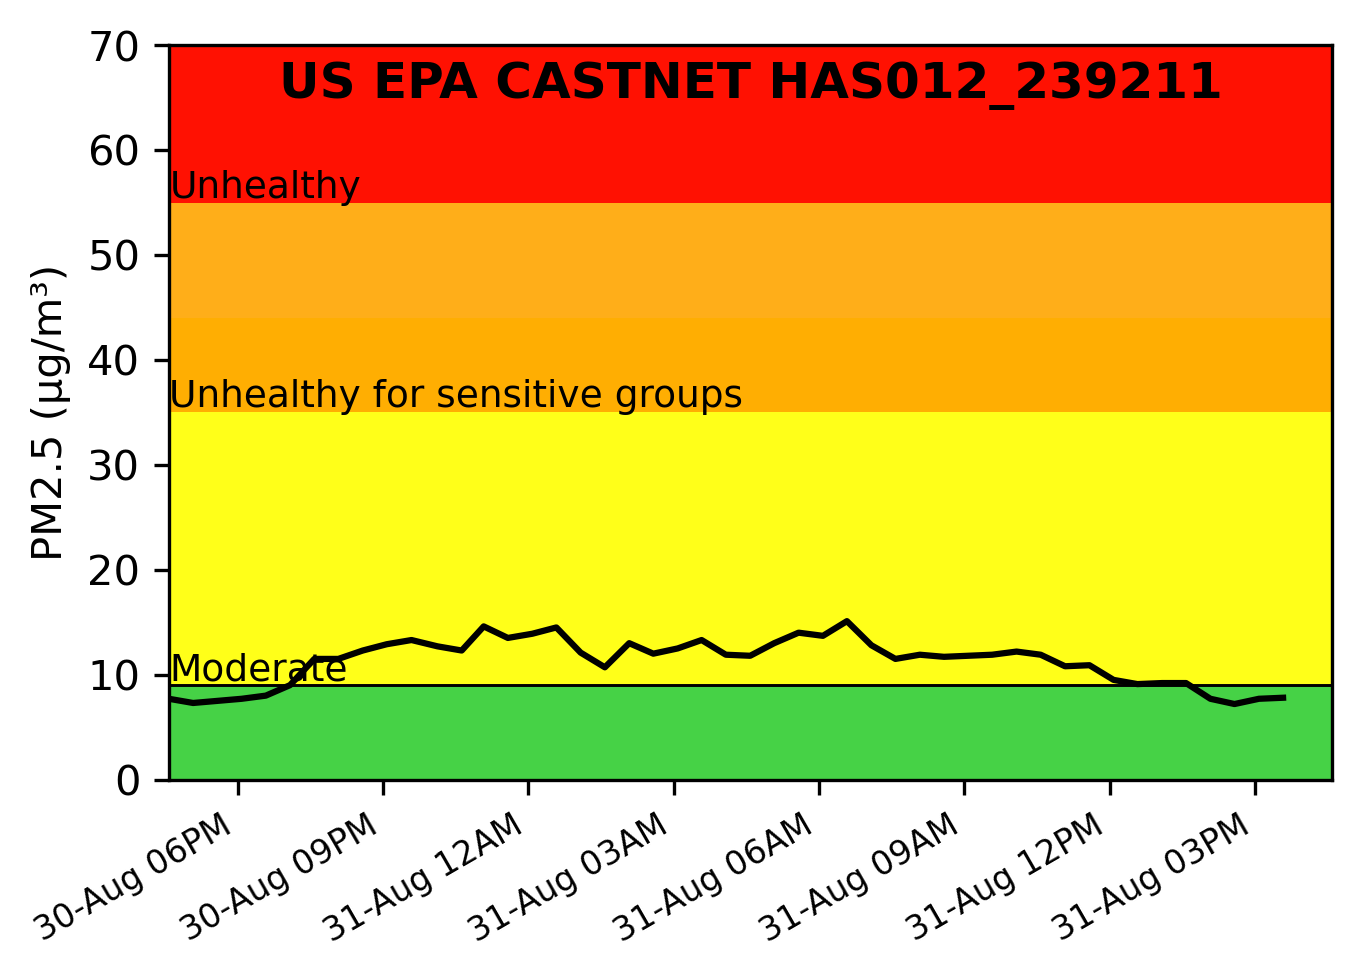 US EPA CASTNET HAS012_239211
PM2.5 (µg/m³)
70
60
50
40
30
20
10
0
Unhealthy
Unhealthy for sensitive groups
Moderate
30-Aug 06PM
30-Aug 09PM
31-Aug 12AM
31-Aug 03AM
31-Aug 06AM
31-Aug 09AM
31-Aug 12PM
31-Aug 03PM